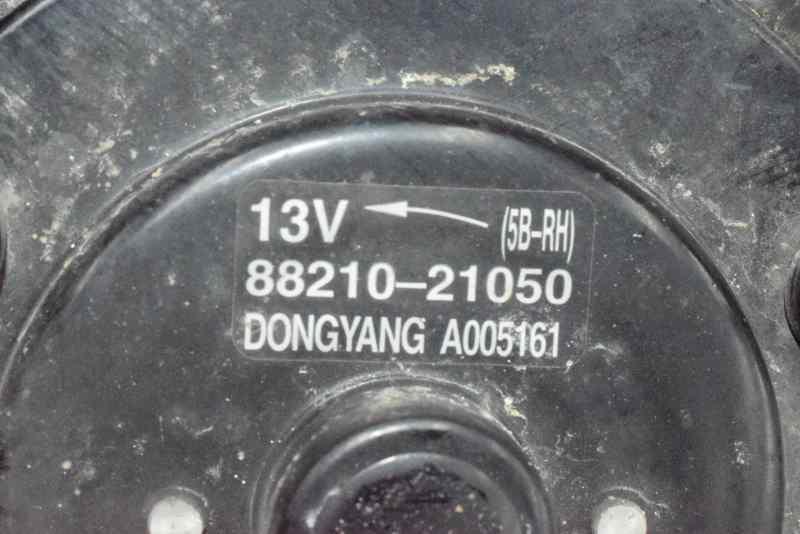 13V (5B-RH)
88210-21050
DONGYANG A005161